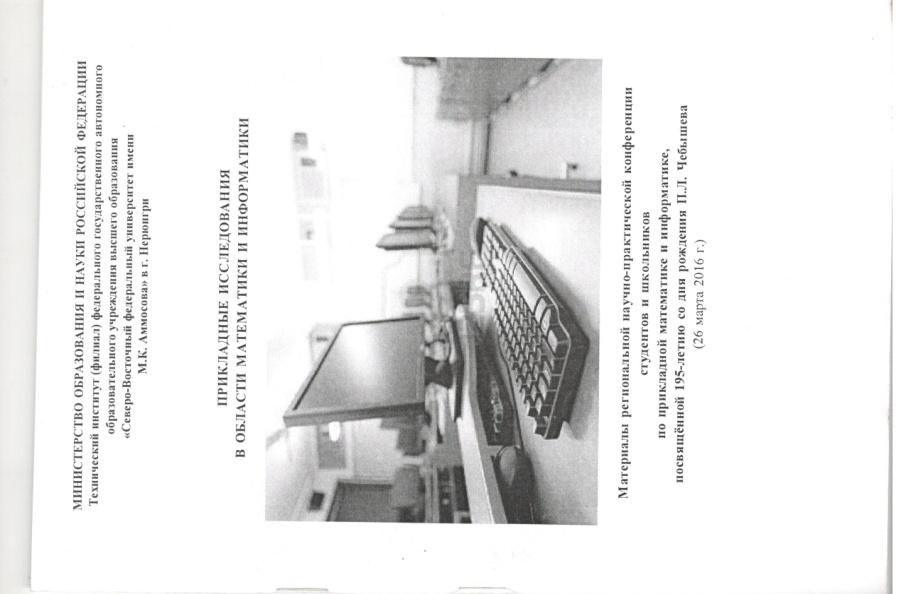 МИНИСТЕРСТВО ОБРАЗОВАНИЯ И НАУКИ РОССИЙСКОЙ ФЕДЕРАЦИИ
Технический институт (филиал) федерального государственного автономного
образовательного учреждения высшего образования
«Северо-Восточный федеральный университет имени
М.К. Аммосова» в г. Нерюнгри
ПРИКЛАДНЫЕ ИССЛЕДОВАНИЯ
В ОБЛАСТИ МАТЕМАТИКИ И ИНФОРМАТИКИ
Материалы региональной научно-практической конференции
студентов и школьников
по прикладной математике и информатике,
посвящённой 195-летию со дня рождения П.Л. Чебышева
(26 марта 2016 г.)